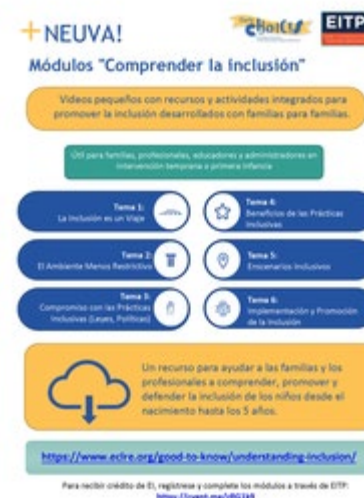 +NEUVA!
CHOICES
EITP
Módulos "Comprender la inclusión"
Videos pequeños con recursos y actividades integrados para
promover la inclusión desarrollados con familias para familias.
Útil para familias, profesionales, educadores y administradores en
intervención temprana o primera infancia
Tema 1:
La Inclusión es un Viaje
Tema 2:
El Ambiente Menos Restrictivo
Tema 3:
Compromiso con las Prácticas
Inclusivas (Leyes, Políticas)
Tema 4:
Beneficios de las Prácticas
Inclusivas
Tema 5:
Escenarios Inclusivos
Tema 6:
Implementación y Promoción
de la Inclusión
Un recurso para ayudar a las familias y los
profesionales a comprender, promover y
defender la inclusión de los niños desde el
nacimiento hasta los 5 años.
https://www.eclre.org/good-to-know/understanding-inclusion/
Para recibir crédito de EI, regístrese y complete los módulos a través de EITP: